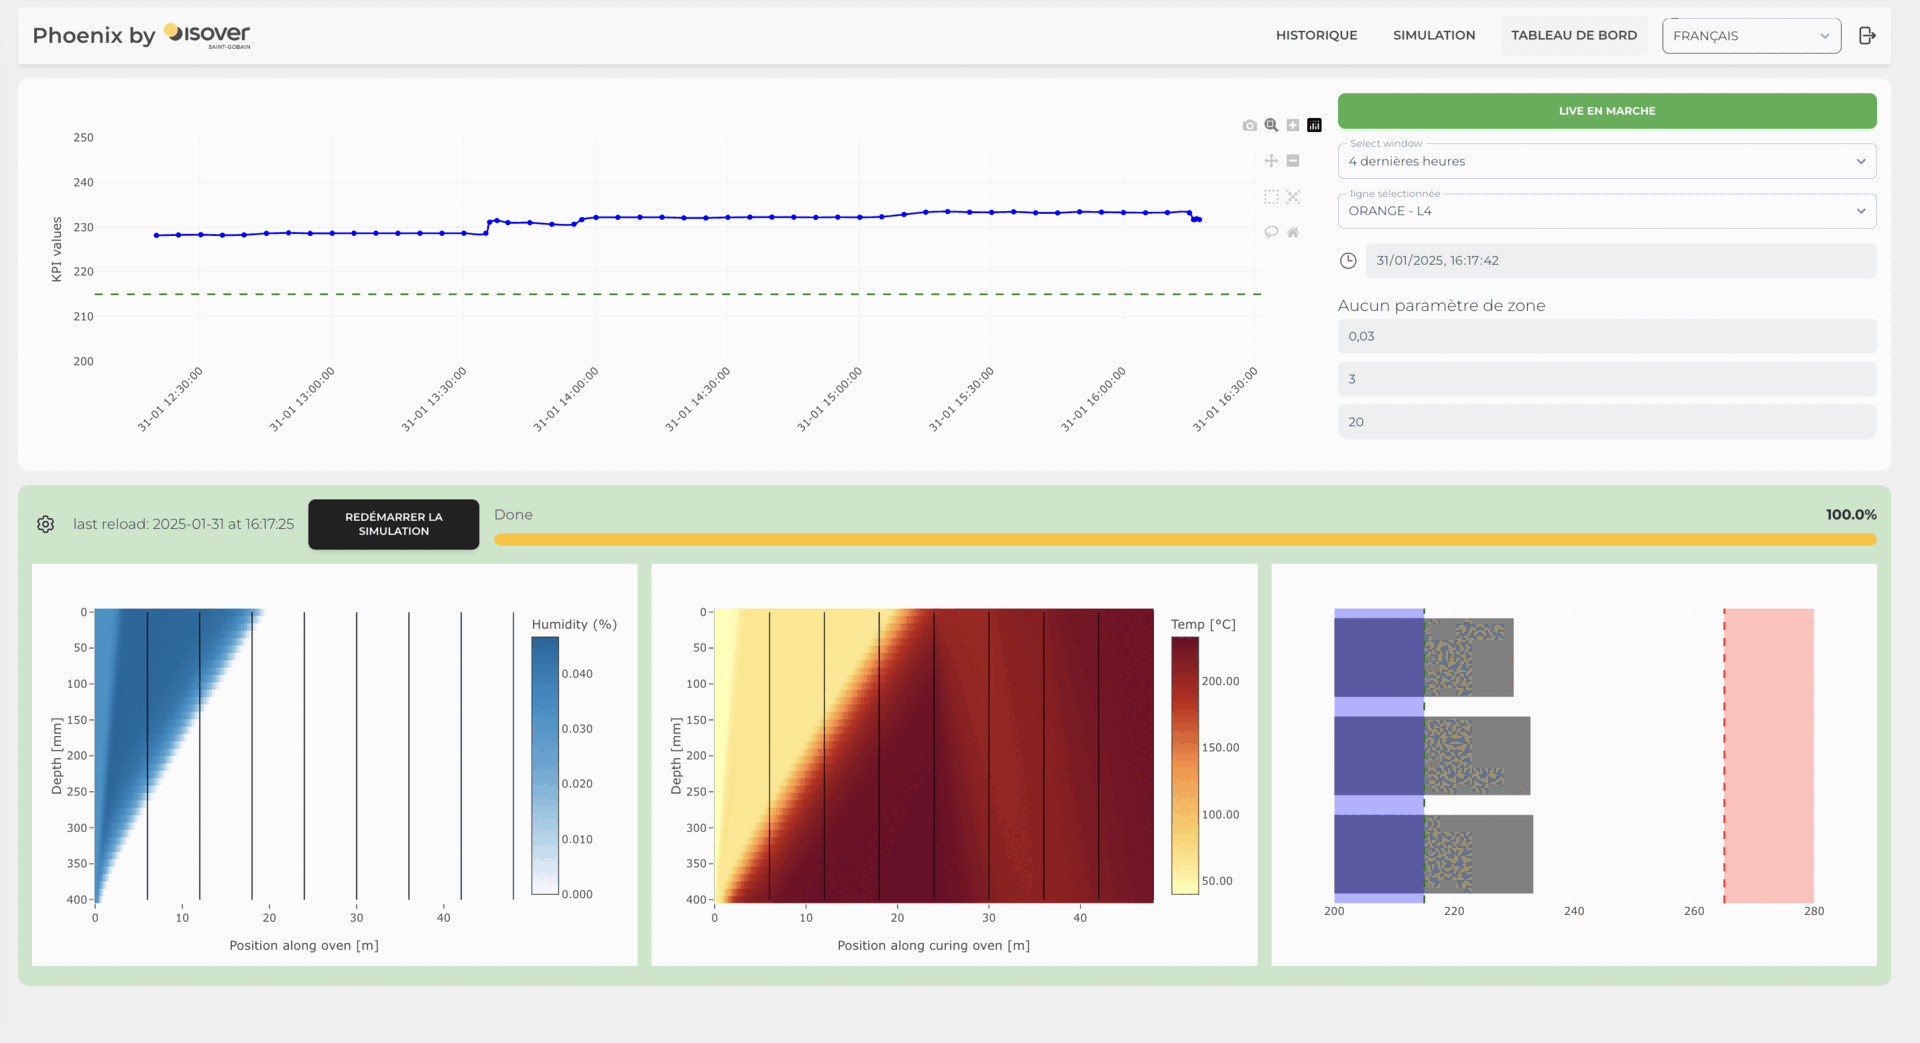 Phoenix by isover
SAINT-GOBAIN
HISTORIQUE
SIMULATION
TABLEAU DE BORD
FRANÇAIS
250
240
230
220
210
200
KPI values
31-01 12:30:00
31-01 13:00:00
31-01 13:30:00
31-01 14:00:00
31-01 14:30:00
31-01 15:00:00
31-01 15:30:00
31-01 16:00:00
31-01 16:30:00
LIVE EN MARCHE
Select window
4 dernières heures
ligne sélectionnée
ORANGE - L4
31/01/2025, 16:17:42
Aucun paramètre de zone
0,03
3
20
last reload: 2025-01-31 at 16:17:25
REDÉMARRER LA
SIMULATION
Done
100.0%
0
50
100
150
200
250
300
350
400
Depth [mm]
0
10
20
30
40
Position along oven [m]
Humidity (%)
0.040
0.030
0.020
0.010
0.000
0
50
100
150
200
250
300
350
400
Depth [mm]
0
10
20
30
40
Position along curing oven [m]
Temp [°C]
200.00
150.00
100.00
50.00
200
220
240
260
280